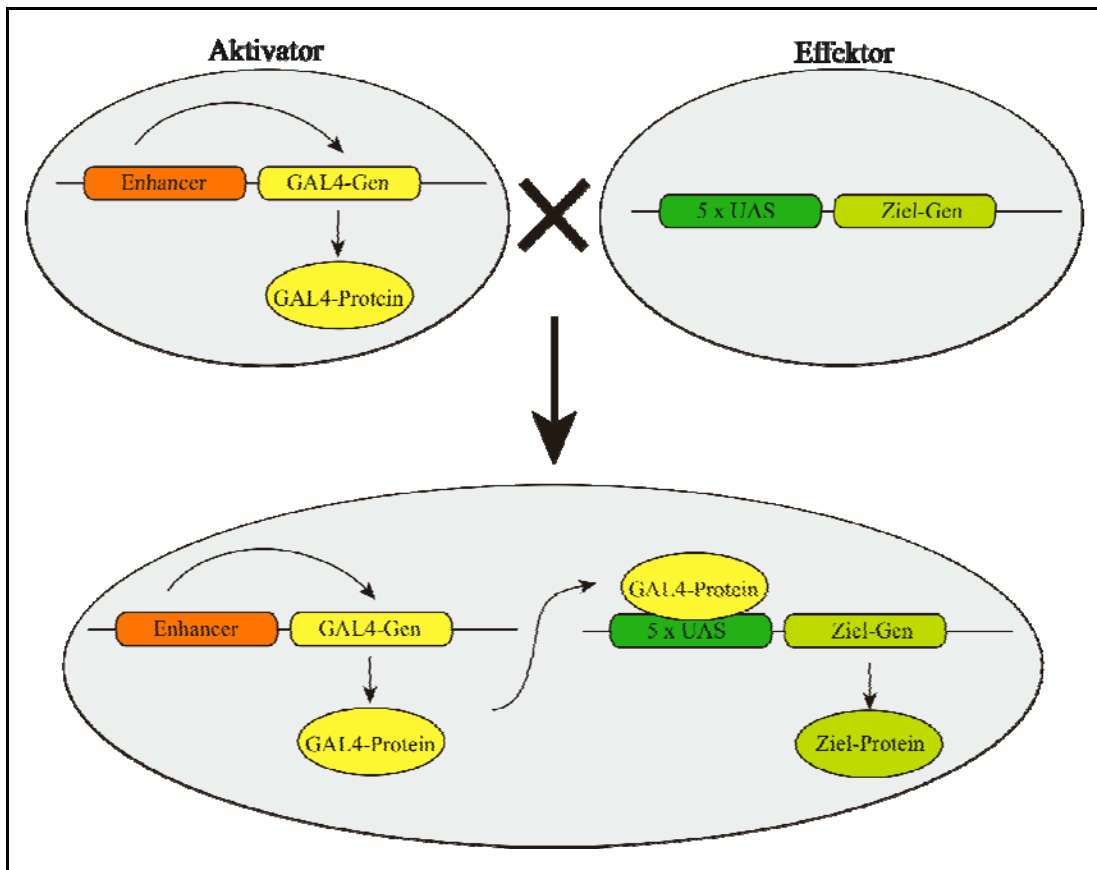 Aktivator
Effektor
Enhancer
GAL4-Gen
5 x UAS
Ziel-Gen
GAL4-Protein
GAL4-Protein
Enhancer
GAL4-Gen
5 x UAS
Ziel-Gen
GAL4-Protein
Ziel-Protein